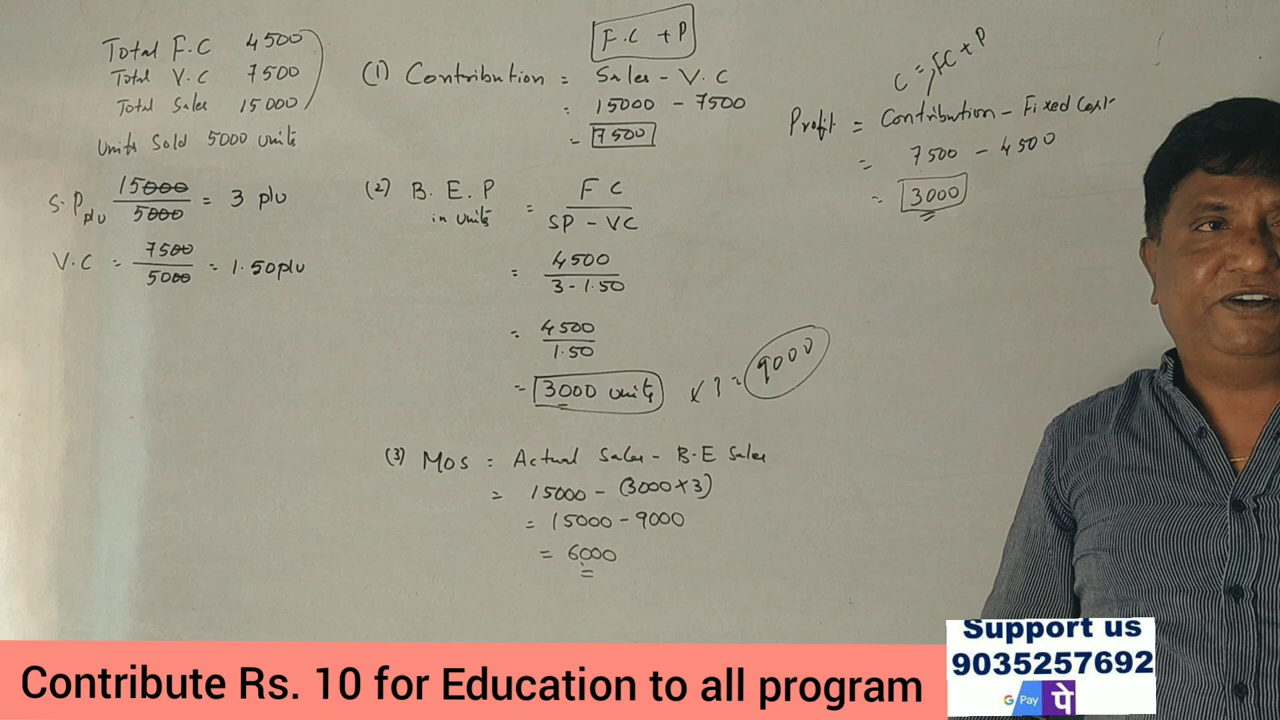 Total F.C 4500
Total V.C 7500
Total Sales 15000
Units Sold 5000 units
S.P p/u 15000/5000 = 3 p/u
V.C = 7500/5000 = 1.50 p/u
F.C + P
(1) Contribution = Sales - V.C
= 15000 - 7500
= 7500
(2) B.E.P in units = FC / SP - VC
= 4500 / 3 - 1.50
= 4500 / 1.50
= 3000 units x 3 = 9000
(3) MOS = Actual Sales - B.E Sales
= 15000 - (3000 x 3)
= 15000 - 9000
= 6000
C = FC + P
Profit = Contribution - Fixed Cost
= 7500 - 4500
= 3000
Contribute Rs. 10 for Education to all program
Support us
9035257692
G Pay पे